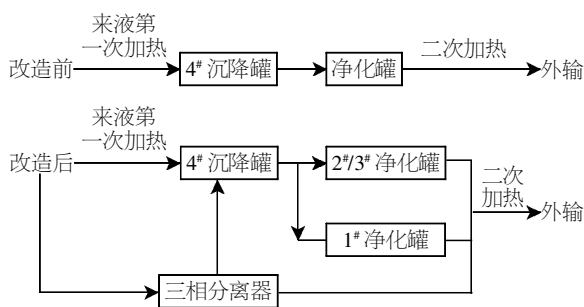 来液第
一次加热
二次加热
改造前
4# 沉降罐
净化罐
外输
来液第
一次加热
改造后
4# 沉降罐
2#/3# 净化罐
二次
加热
外输
1# 净化罐
三相分离器